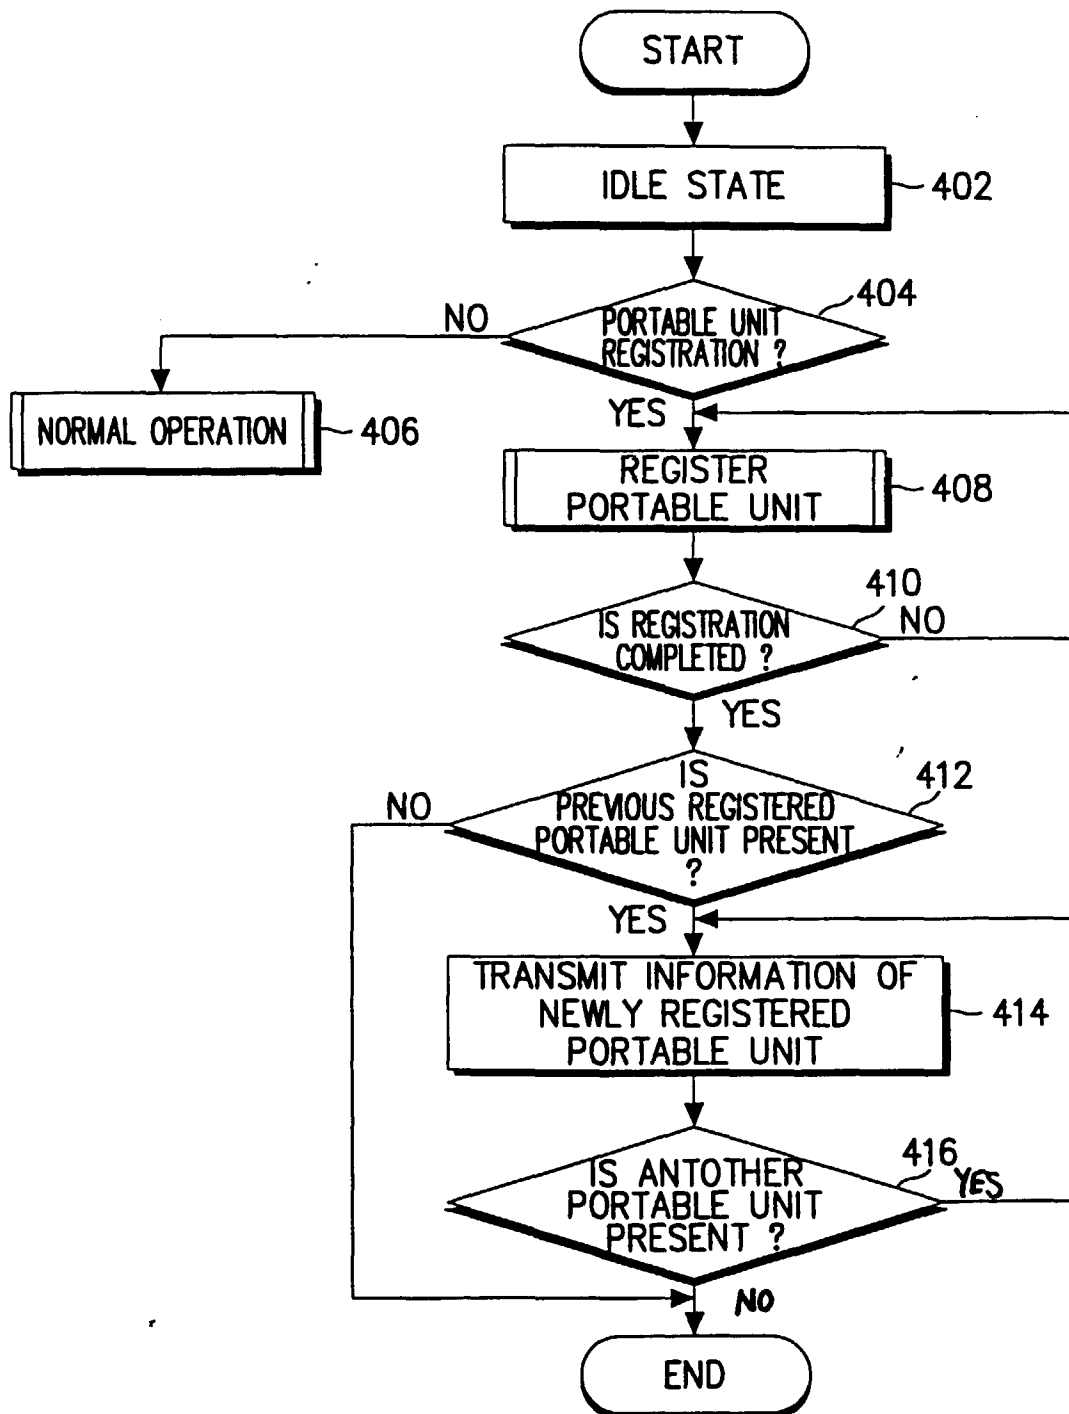 START
IDLE STATE
402
404
NO
PORTABLE UNIT
REGISTRATION ?
YES
NORMAL OPERATION
406
REGISTER
PORTABLE UNIT
408
410
IS REGISTRATION
COMPLETED ?
NO
YES
IS
PREVIOUS REGISTERED
PORTABLE UNIT PRESENT
?
412
NO
YES
TRANSMIT INFORMATION OF
NEWLY REGISTERED
PORTABLE UNIT
414
416
IS ANTOTHER
PORTABLE UNIT
PRESENT ?
YES
NO
END